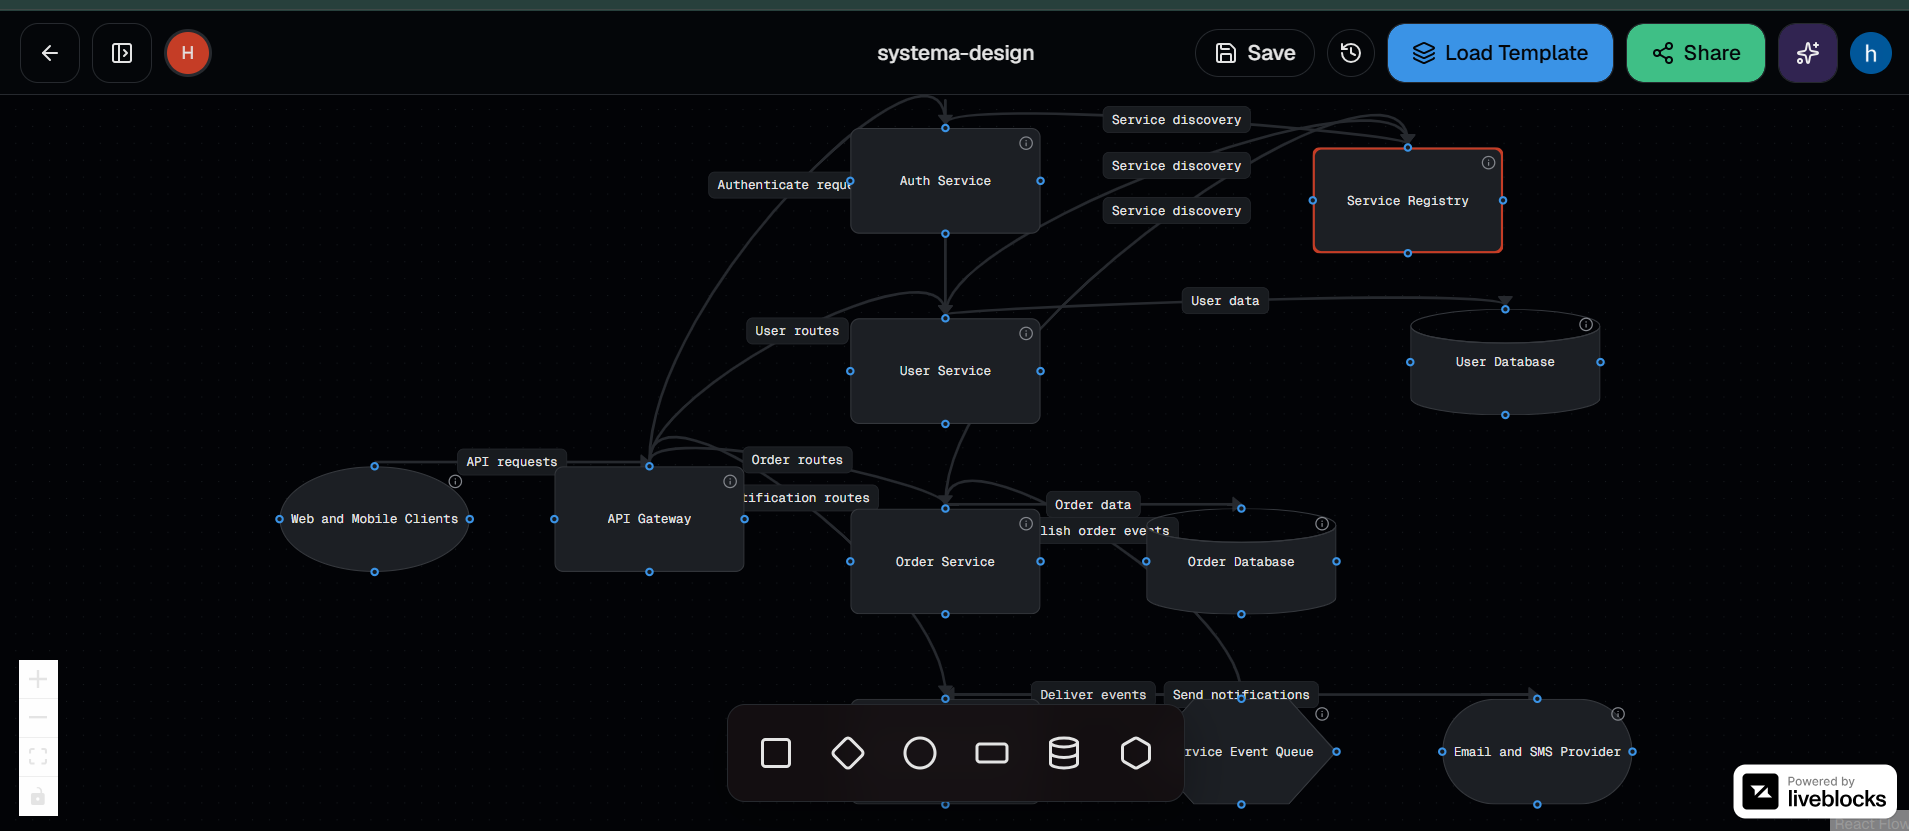 H
systema-design
Save
Load Template
Share
h
Service discovery
Service discovery
Service discovery
Authenticate requ
Auth Service
Service Registry
User data
User routes
User Service
User Database
API requests
Order routes
tification routes
Web and Mobile Clients
API Gateway
Order data
lish order events
Order Service
Order Database
Deliver events
Send notifications
rvice Event Queue
Email and SMS Provider
Powered by
liveblocks
React Flow